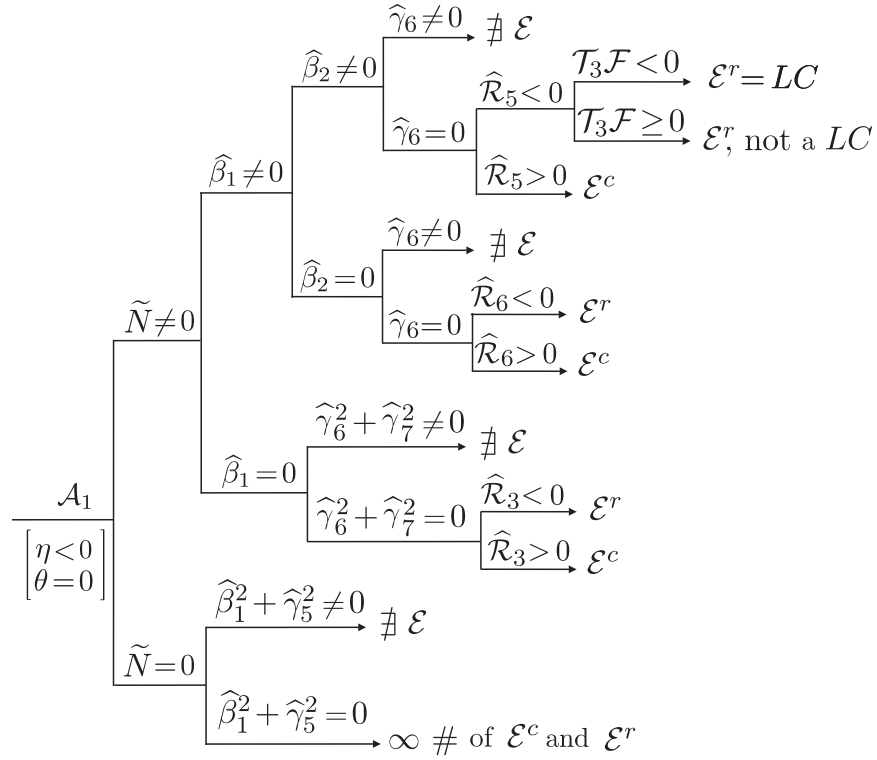 γ̂₆≠0 ∄ ℰ
β̂₂≠0
𝒯₃ℱ<0 ℰʳ=LC
ℛ̂₅<0
γ̂₆=0
𝒯₃ℱ≥0 ℰʳ, not a LC
β̂₁≠0
ℛ̂₅>0 ℰᶜ
γ̂₆≠0 ∄ ℰ
β̂₂=0
ℛ̂₆<0 ℰʳ
Ñ≠0
γ̂₆=0
ℛ̂₆>0 ℰᶜ
γ̂₆²+γ̂₇²≠0 ∄ ℰ
β̂₁=0
ℛ̂₃<0 ℰʳ
𝒜₁
γ̂₆²+γ̂₇²=0
[η<0
θ=0]
ℛ̂₃>0 ℰᶜ
β̂₁²+γ̂₅²≠0 ∄ ℰ
Ñ=0
β̂₁²+γ̂₅²=0
∞ # of ℰᶜ and ℰʳ